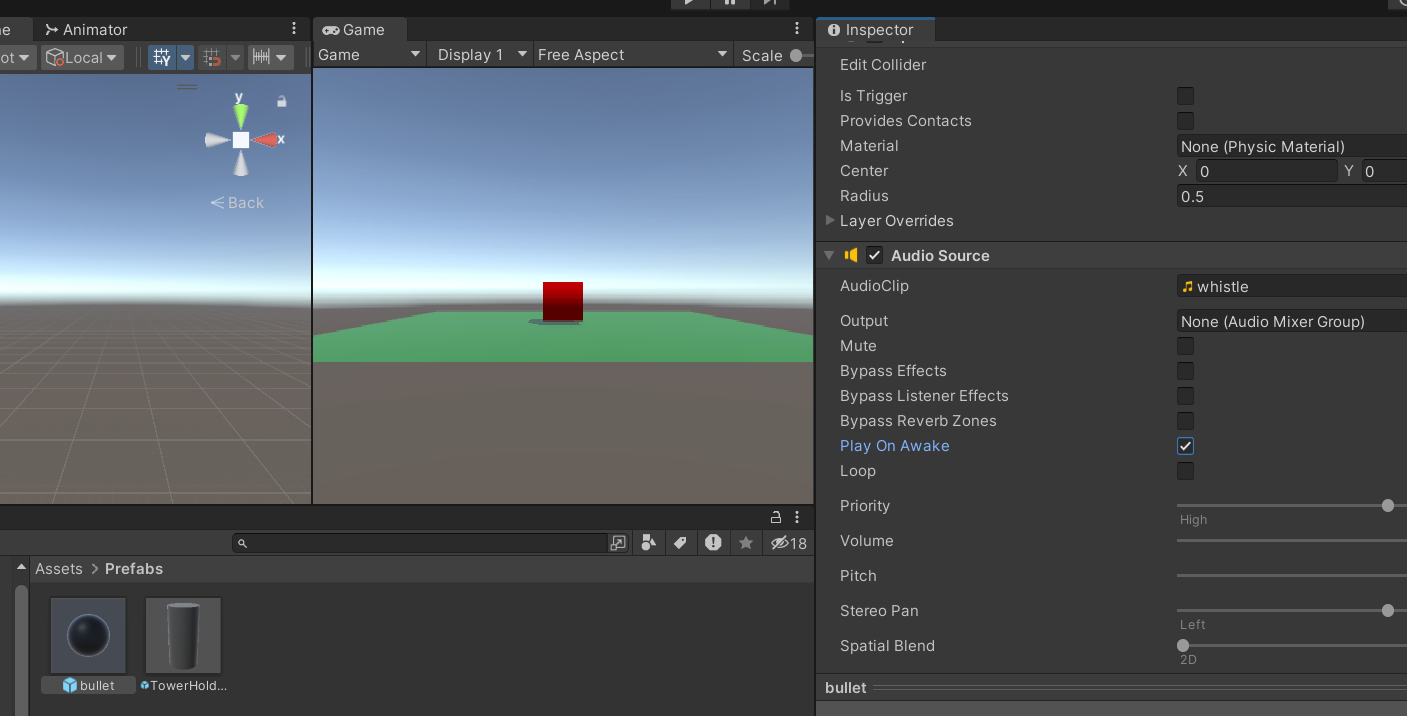 Animator
Game
Inspector
Local
Game
Display 1
Free Aspect
Scale
y
x
Back
Edit Collider
Is Trigger
Provides Contacts
Material
None (Physic Material)
Center
X
0
Y
0
Radius
0.5
Layer Overrides
Audio Source
AudioClip
whistle
Output
None (Audio Mixer Group)
Mute
Bypass Effects
Bypass Listener Effects
Bypass Reverb Zones
Play On Awake
Loop
Priority
High
Volume
Pitch
Stereo Pan
Left
Spatial Blend
2D
bullet
18
Assets > Prefabs
bullet
TowerHold...